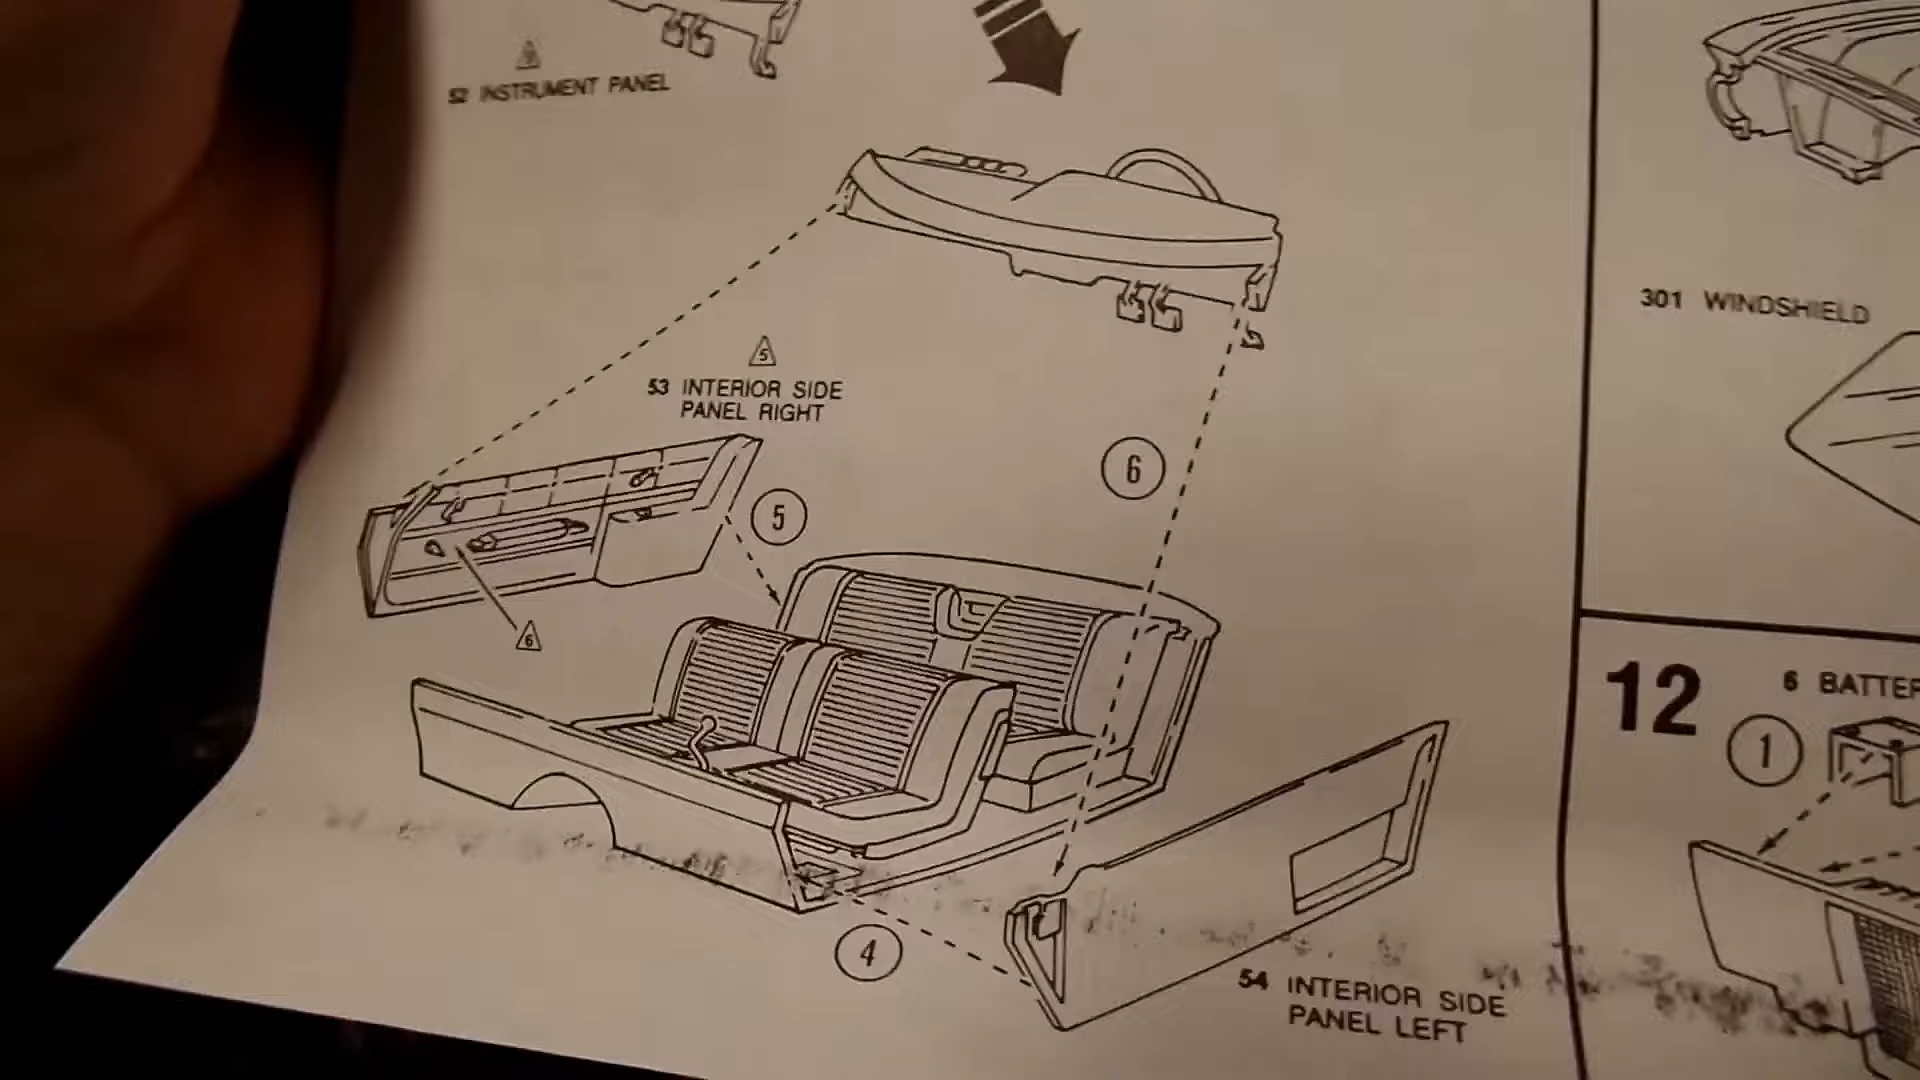 52 INSTRUMENT PANEL
5
53 INTERIOR SIDE
PANEL RIGHT
5
6
6
4
54 INTERIOR SIDE
PANEL LEFT
301 WINDSHIELD
12
6 BATTER
1